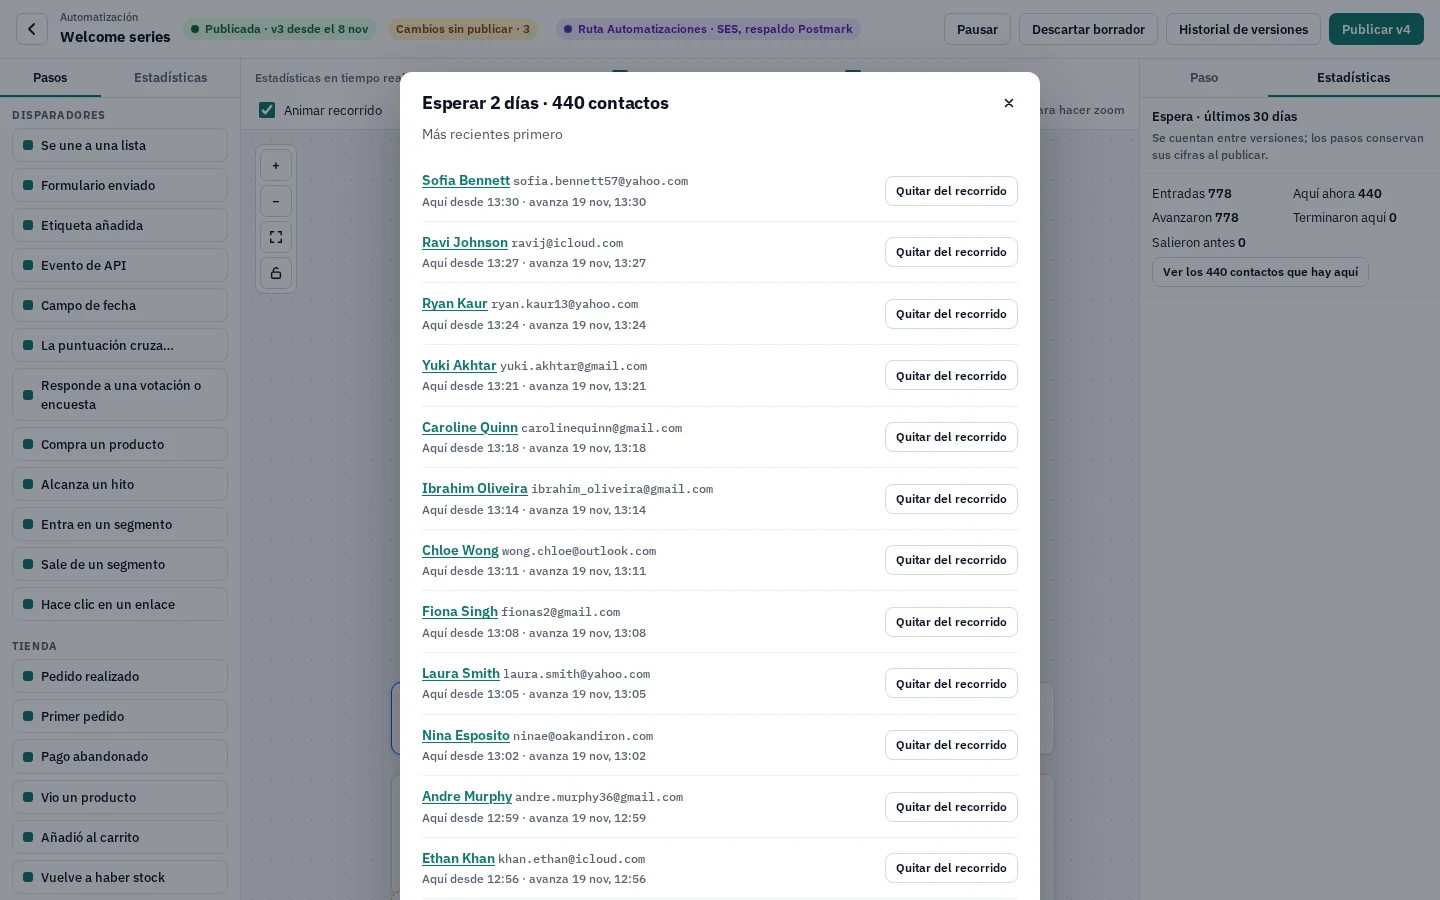 Automatización
Welcome series
Publicada · v3 desde el 8 nov
Cambios sin publicar · 3
Ruta Automatizaciones · SES, respaldo Postmark
Pausar
Descartar borrador
Historial de versiones
Publicar v4
Pasos
Estadísticas
DISPARADORES
Se une a una lista
Formulario enviado
Etiqueta añadida
Evento de API
Campo de fecha
La puntuación cruza...
Responde a una votación o
encuesta
Compra un producto
Alcanza un hito
Entra en un segmento
Sale de un segmento
Hace clic en un enlace
TIENDA
Pedido realizado
Primer pedido
Pago abandonado
Vio un producto
Añadió al carrito
Vuelve a haber stock
Estadísticas en tiempo rea
Animar recorrido
ara hacer zoom
Esperar 2 días · 440 contactos
Más recientes primero
Sofia Bennett sofia.bennett57@yahoo.com
Aquí desde 13:30 · avanza 19 nov, 13:30
Quitar del recorrido
Ravi Johnson ravij@icloud.com
Aquí desde 13:27 · avanza 19 nov, 13:27
Quitar del recorrido
Ryan Kaur ryan.kaur13@yahoo.com
Aquí desde 13:24 · avanza 19 nov, 13:24
Quitar del recorrido
Yuki Akhtar yuki.akhtar@gmail.com
Aquí desde 13:21 · avanza 19 nov, 13:21
Quitar del recorrido
Caroline Quinn carolinequinn@gmail.com
Aquí desde 13:18 · avanza 19 nov, 13:18
Quitar del recorrido
Ibrahim Oliveira ibrahim_oliveira@gmail.com
Aquí desde 13:14 · avanza 19 nov, 13:14
Quitar del recorrido
Chloe Wong wong.chloe@outlook.com
Aquí desde 13:11 · avanza 19 nov, 13:11
Quitar del recorrido
Fiona Singh fionas2@gmail.com
Aquí desde 13:08 · avanza 19 nov, 13:08
Quitar del recorrido
Laura Smith laura.smith@yahoo.com
Aquí desde 13:05 · avanza 19 nov, 13:05
Quitar del recorrido
Nina Esposito ninae@oakandiron.com
Aquí desde 13:02 · avanza 19 nov, 13:02
Quitar del recorrido
Andre Murphy andre.murphy36@gmail.com
Aquí desde 12:59 · avanza 19 nov, 12:59
Quitar del recorrido
Ethan Khan khan.ethan@icloud.com
Aquí desde 12:56 · avanza 19 nov, 12:56
Quitar del recorrido
Paso
Estadísticas
Espera · últimos 30 días
Se cuentan entre versiones; los pasos conservan
sus cifras al publicar.
Entradas 778
Aquí ahora 440
Avanzaron 778
Terminaron aquí 0
Salieron antes 0
Ver los 440 contactos que hay aquí